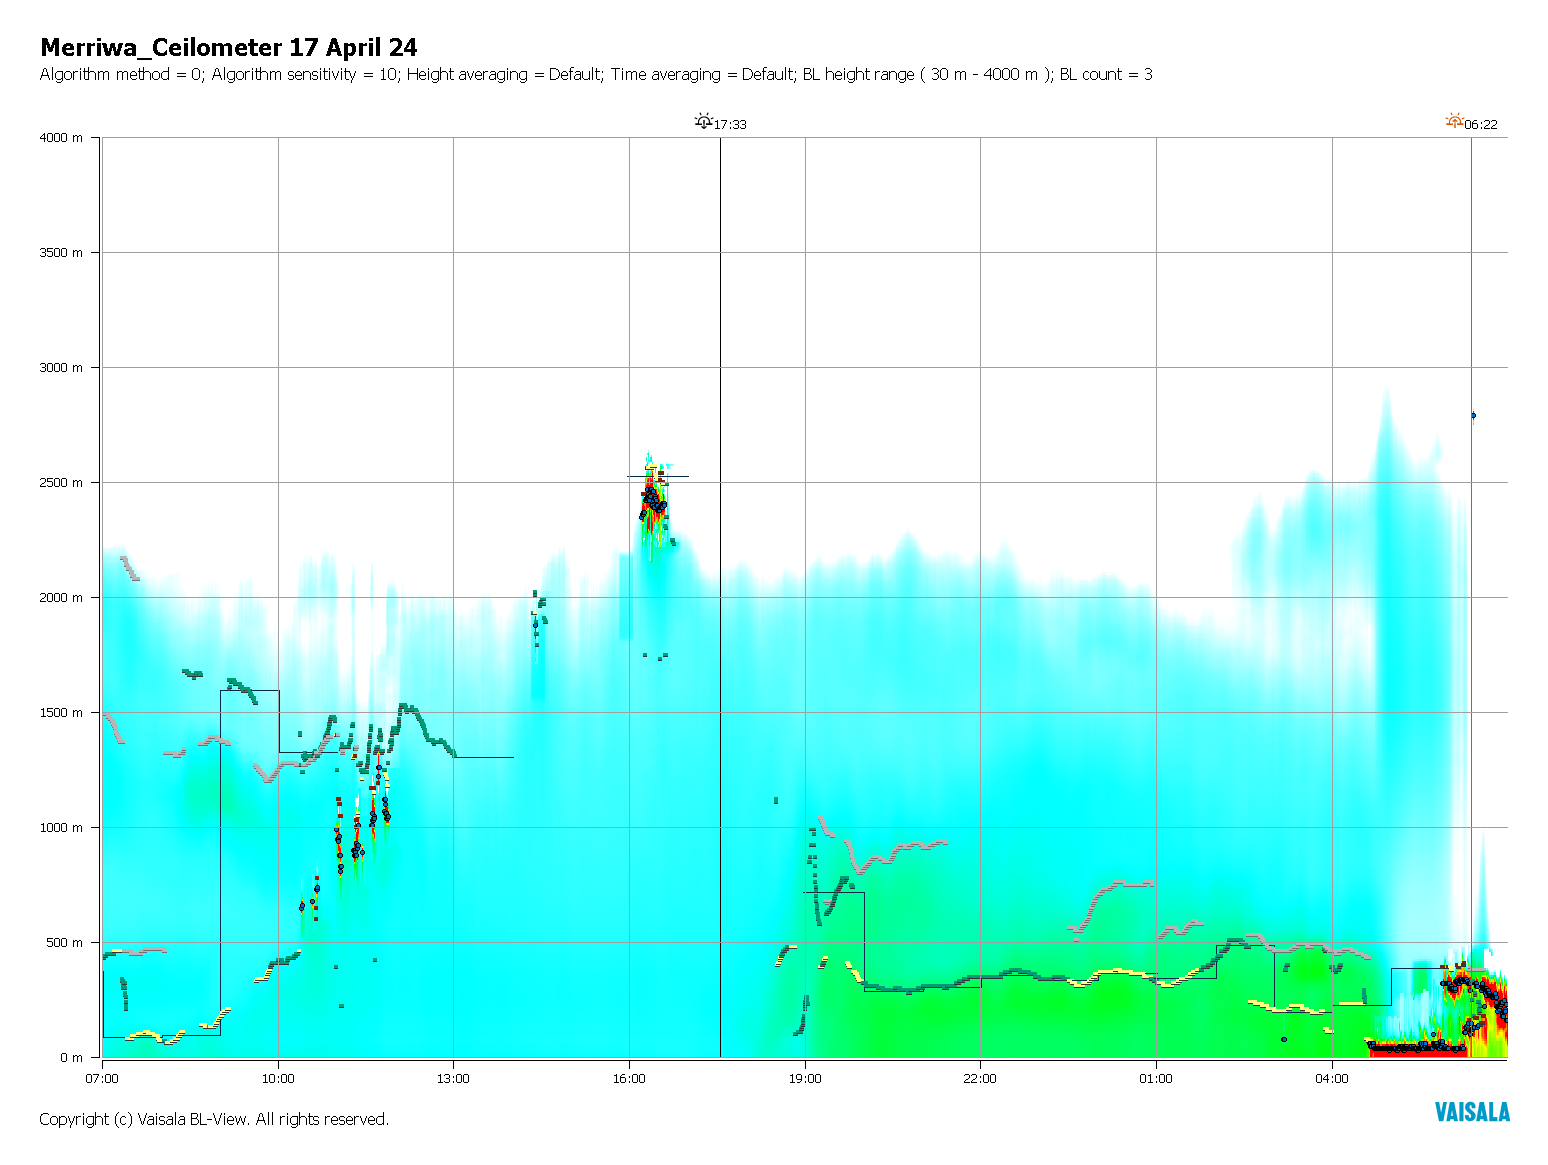 Merriwa_Ceilometer 17 April 24
Algorithm method = 0; Algorithm sensitivity = 10; Height averaging = Default; Time averaging = Default; BL height range ( 30 m - 4000 m ); BL count = 3
17:33
06:22
4000 m
3500 m
3000 m
2500 m
2000 m
1500 m
1000 m
500 m
0 m
07:00 10:00 13:00 16:00 19:00 22:00 01:00 04:00
Copyright (c) Vaisala BL-View. All rights reserved.
VAISALA